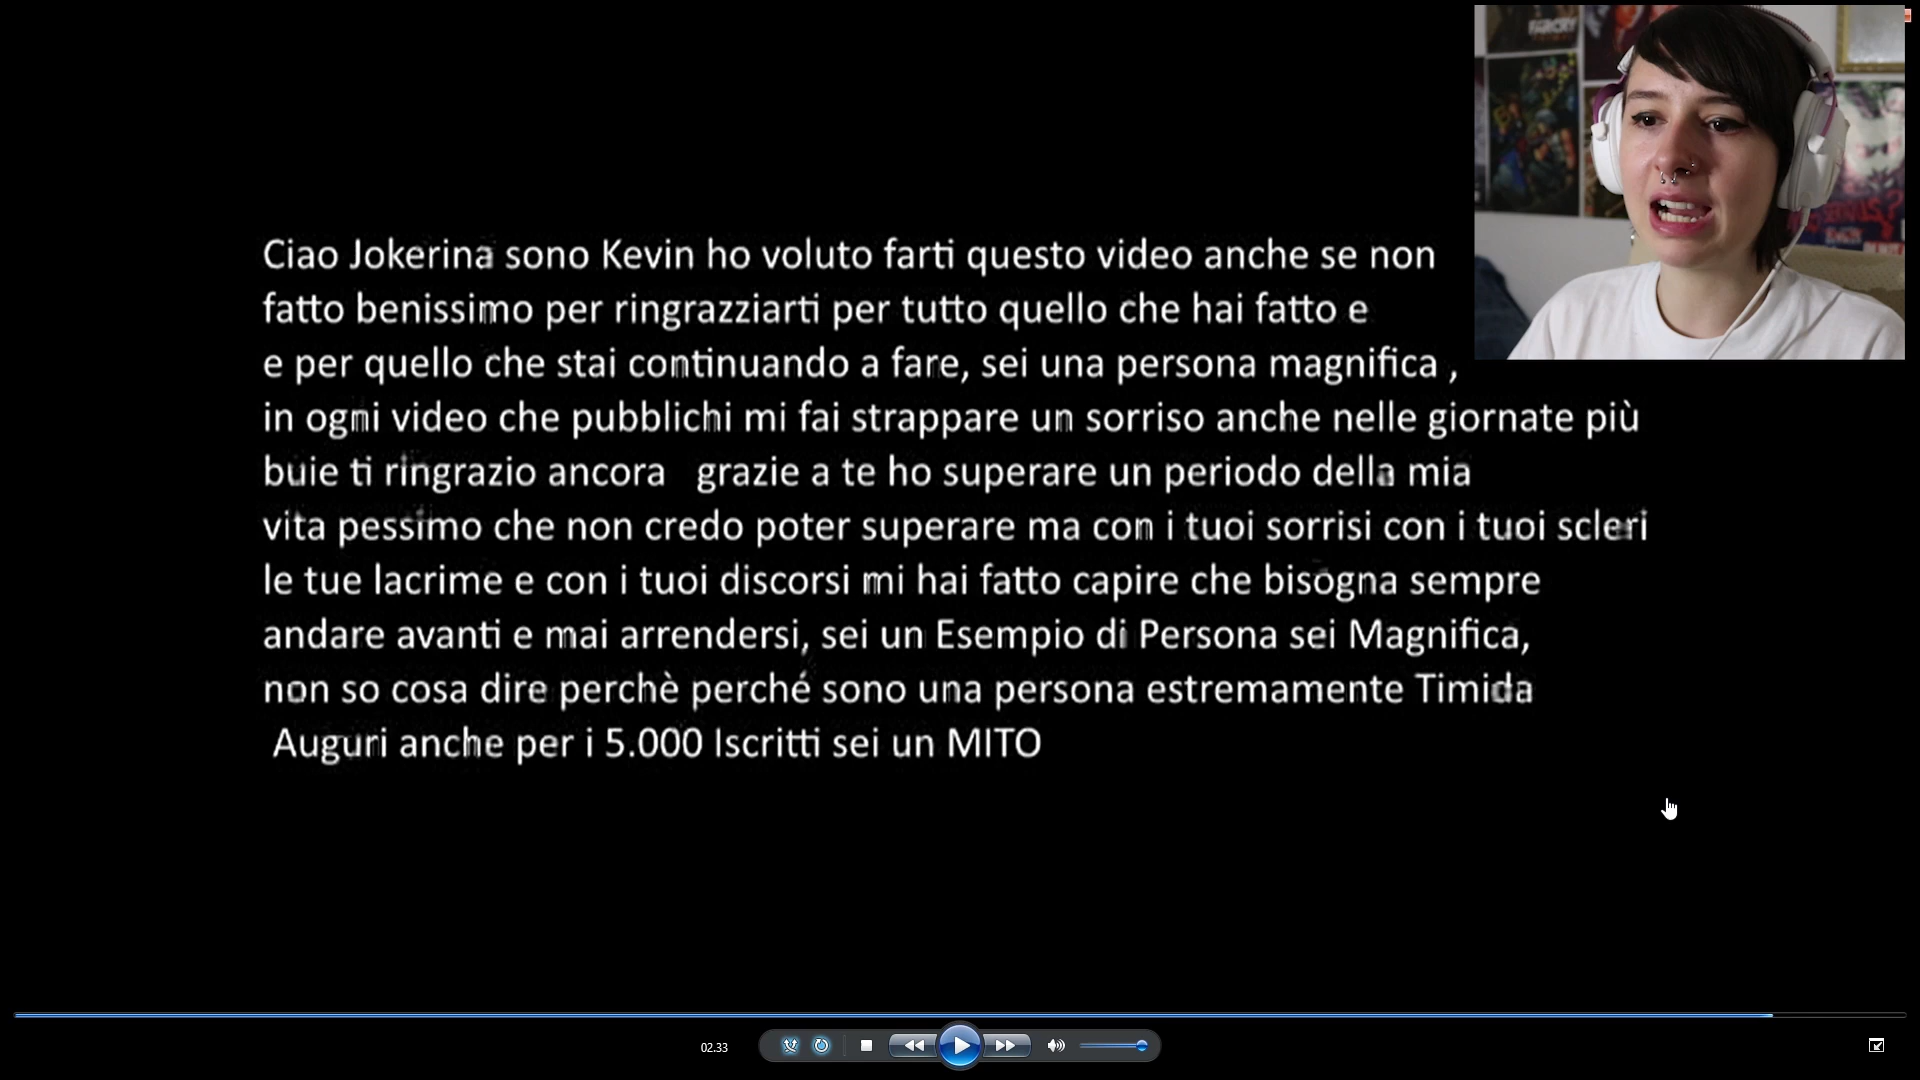 Ciao Jokerina sono Kevin ho voluto farti questo video anche se non
fatto benissimo per ringrazziarti per tutto quello che hai fatto e
e per quello che stai continuando a fare, sei una persona magnifica ,
in ogni video che pubblichi mi fai strappare un sorriso anche nelle giornate più
buie ti ringrazio ancora   grazie a te ho superare un periodo della mia
vita pessimo che non credo poter superare ma con i tuoi sorrisi con i tuoi scleri
le tue lacrime e con i tuoi discorsi mi hai fatto capire che bisogna sempre
andare avanti e mai arrendersi, sei un Esempio di Persona sei Magnifica,
non so cosa dire perchè perché sono una persona estremamente Timida
Auguri anche per i 5.000 Iscritti sei un MITO
FARCRY
02.33